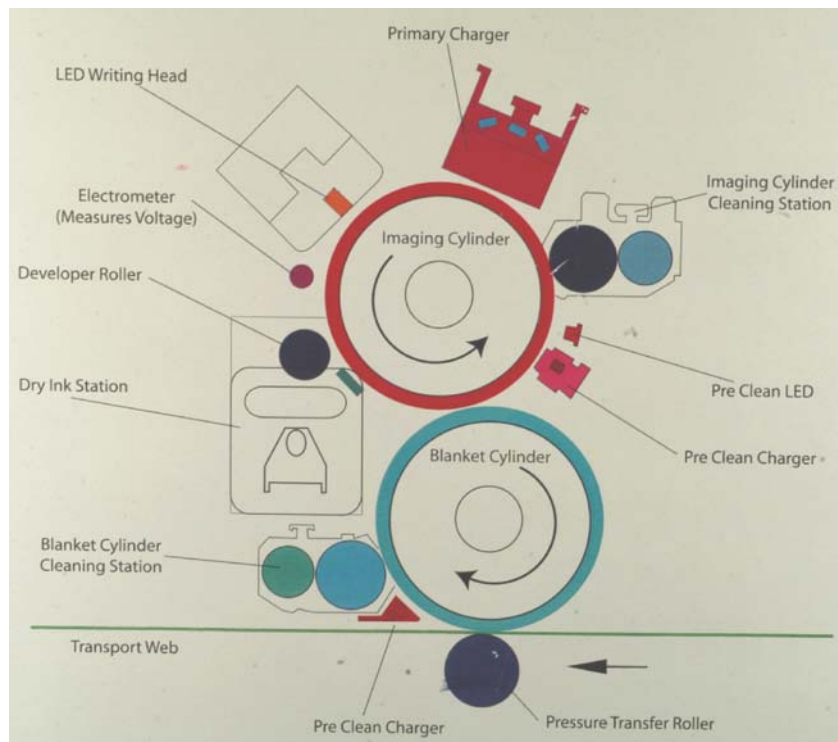 Primary Charger
LED Writing Head
Imaging Cylinder
Cleaning Station
Electrometer
(Measures Voltage)
Imaging Cylinder
Developer Roller
Pre Clean LED
Dry Ink Station
Blanket Cylinder
Pre Clean Charger
Blanket Cylinder
Cleaning Station
Transport Web
Pre Clean Charger
Pressure Transfer Roller